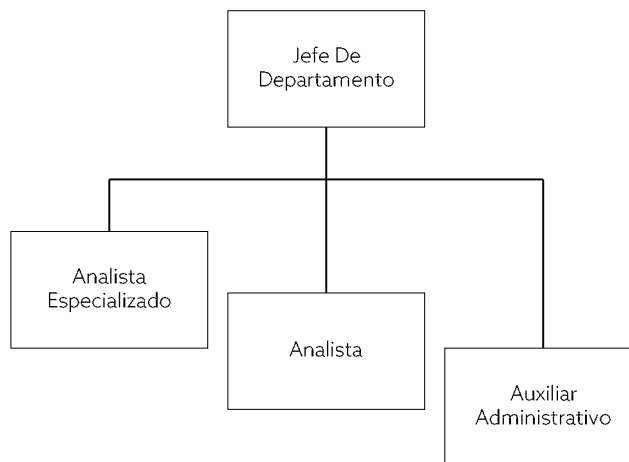 Jefe De
Departamento
Analista
Especializado
Analista
Auxiliar
Administrativo